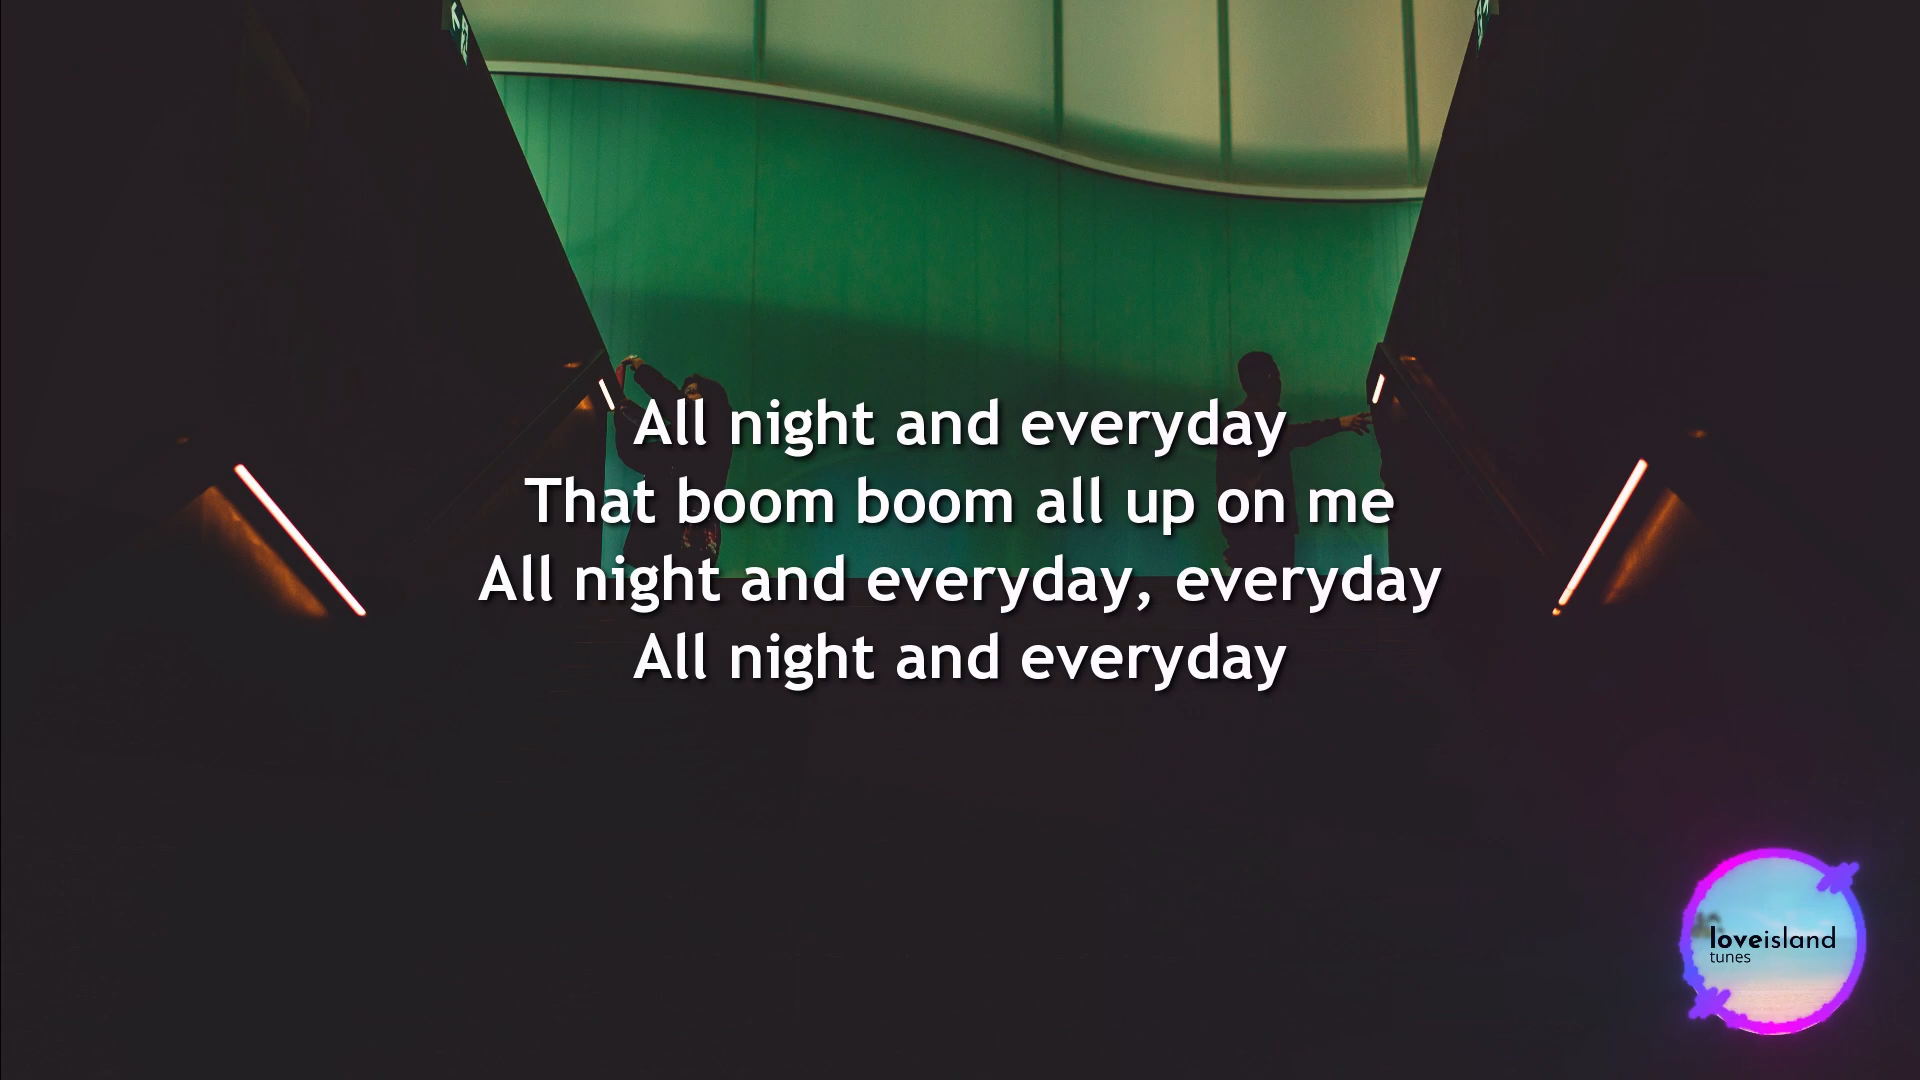 All night and everyday
That boom boom all up on me
All night and everyday, everyday
All night and everyday
loveisland
tunes